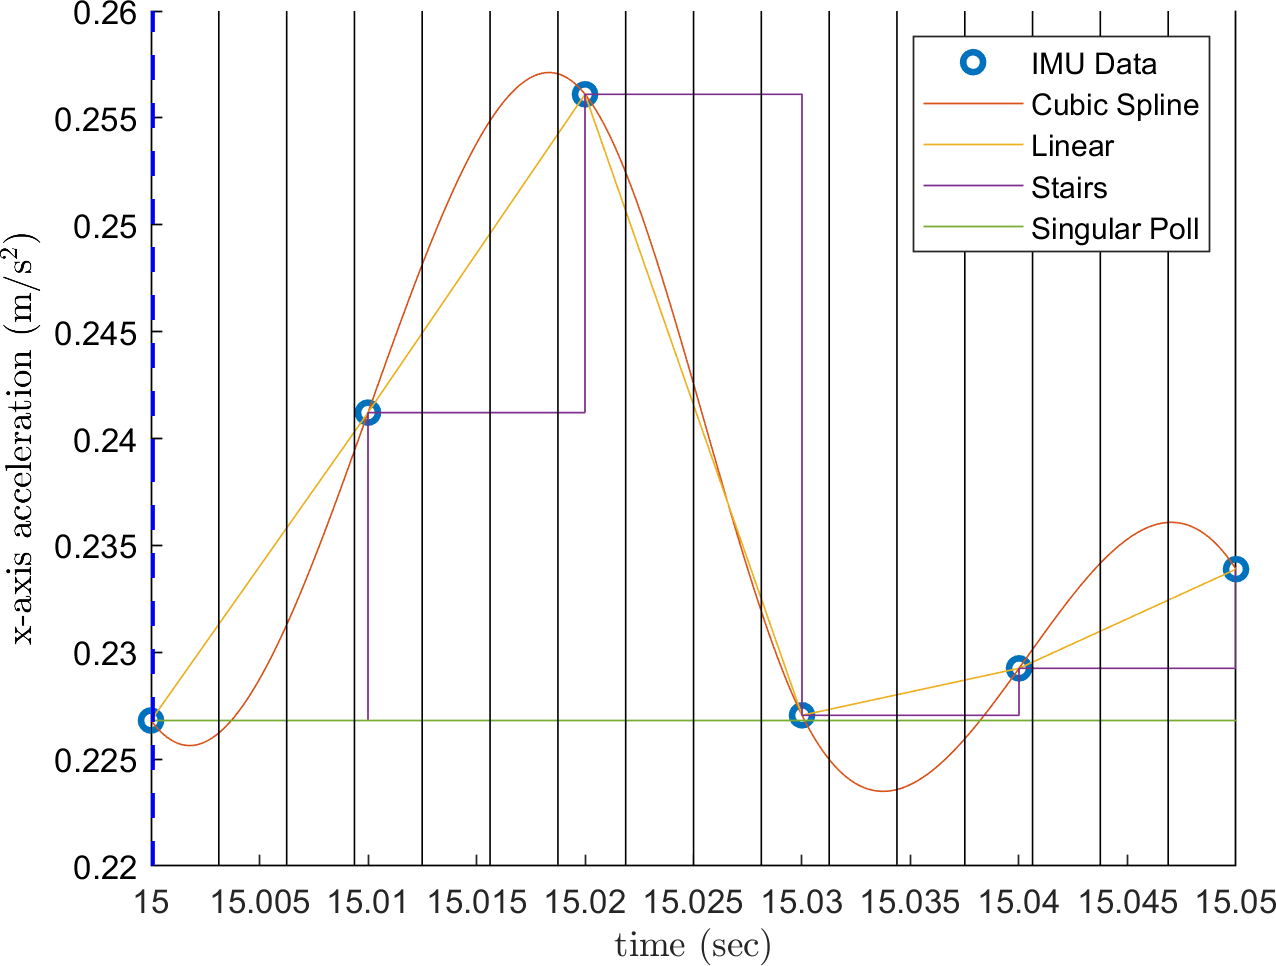 0.26
0.255
0.25
0.245
0.24
0.235
0.23
0.225
0.22
x-axis acceleration (m/s²)
IMU Data
Cubic Spline
Linear
Stairs
Singular Poll
15 15.005 15.01 15.015 15.02 15.025 15.03 15.035 15.04 15.045 15.05
time (sec)